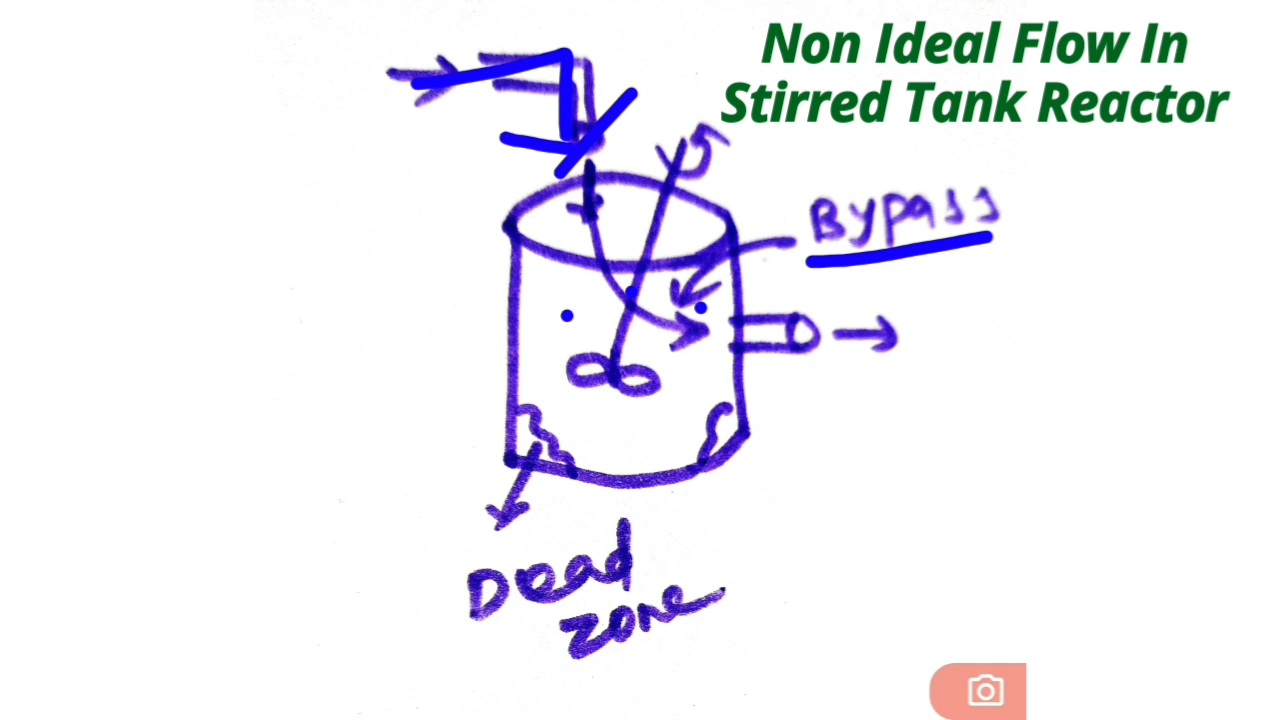 Non Ideal Flow In
Stirred Tank Reactor
Bypass
Dead
zone